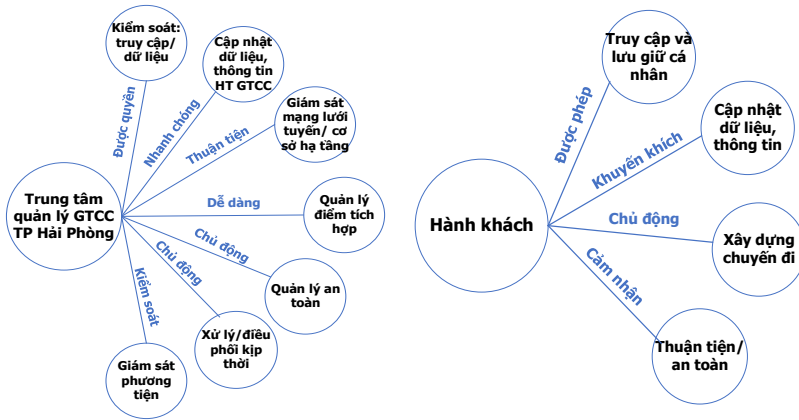 Kiểm soát:
truy cập/
dữ liệu
Được quyền
Cập nhật
dữ liệu,
thông tin
HT GTCC
Nhanh chóng
Giám sát
mạng lưới
tuyến/ cơ
sở hạ tầng
Thuận tiện
Trung tâm
quản lý GTCC
TP Hải Phòng
Dễ dàng
Quản lý
điểm tích
hợp
Chủ động
Quản lý an
toàn
Chủ động
Xử lý/điều
phối kịp
thời
Kiểm soát
Giám sát
phương
tiện
Truy cập và
lưu giữ cá
nhân
Được phép
Cập nhật
dữ liệu,
thông tin
Khuyến khích
Hành khách
Chủ động
Xây dựng
chuyến đi
Cảm nhận
Thuận tiện/
an toàn